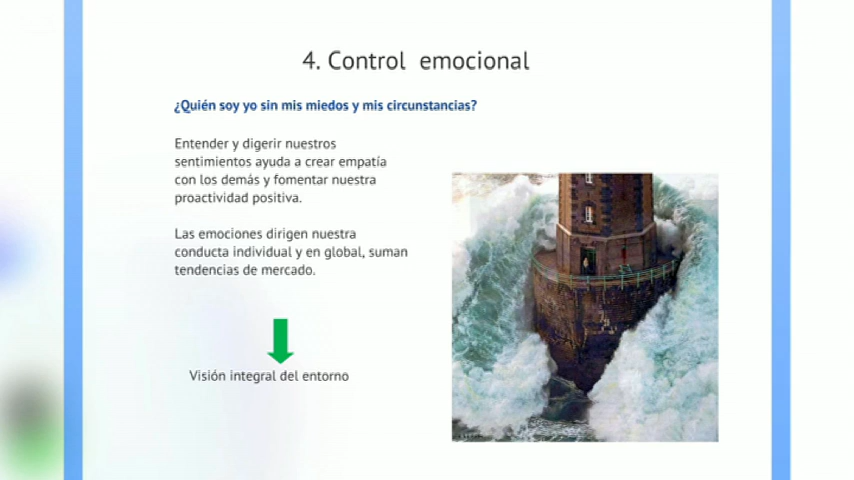 4. Control emocional
¿Quién soy yo sin mis miedos y mis circunstancias?
Entender y digerir nuestros
sentimientos ayuda a crear empatía
con los demás y fomentar nuestra
proactividad positiva.
Las emociones dirigen nuestra
conducta individual y en global, suman
tendencias de mercado.
Visión integral del entorno